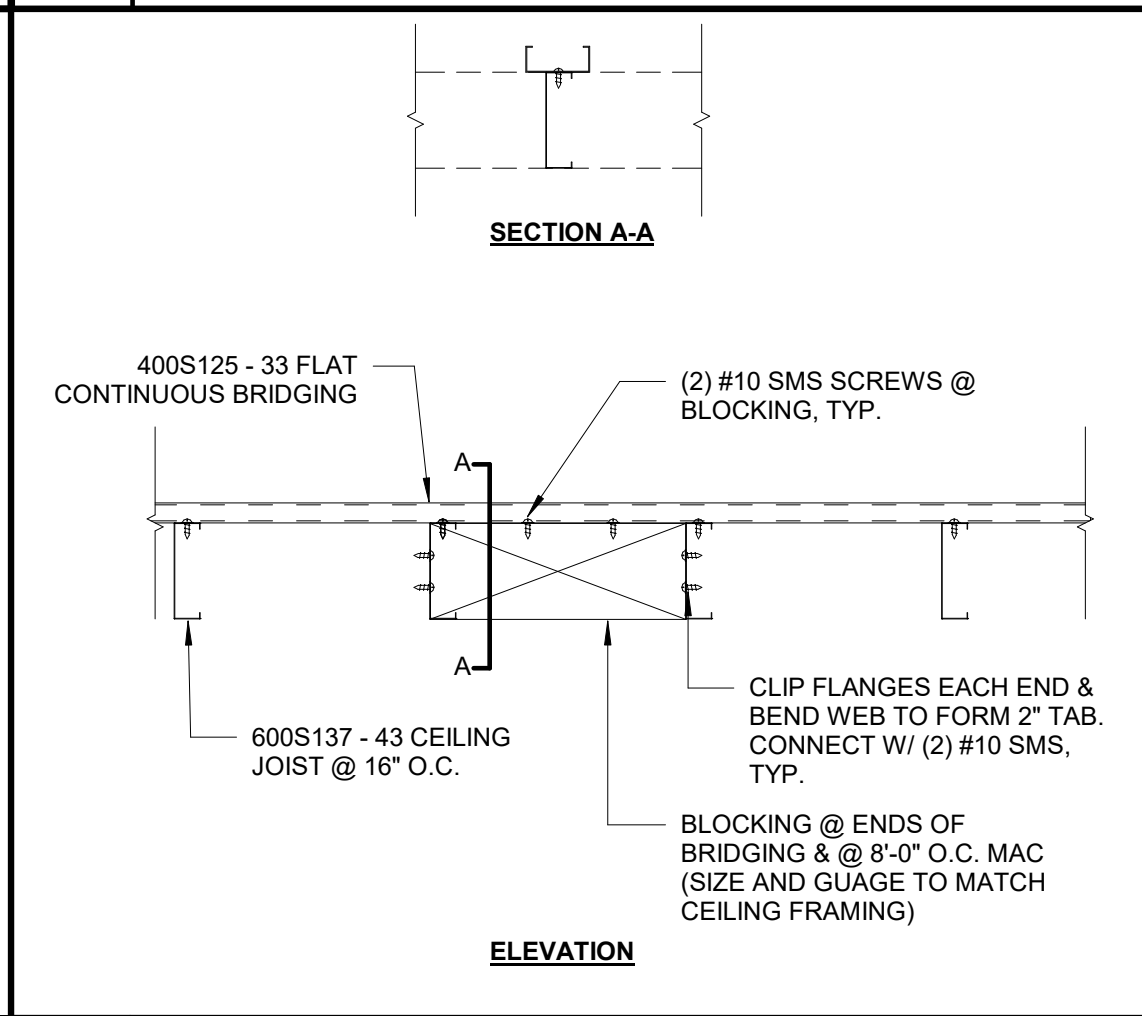 SECTION A-A
400S125 - 33 FLAT
CONTINUOUS BRIDGING
(2) #10 SMS SCREWS @
BLOCKING, TYP.
A
A
600S137 - 43 CEILING
JOIST @ 16" O.C.
CLIP FLANGES EACH END &
BEND WEB TO FORM 2" TAB.
CONNECT W/ (2) #10 SMS,
TYP.
BLOCKING @ ENDS OF
BRIDGING & @ 8'-0" O.C. MAC
(SIZE AND GUAGE TO MATCH
CEILING FRAMING)
ELEVATION